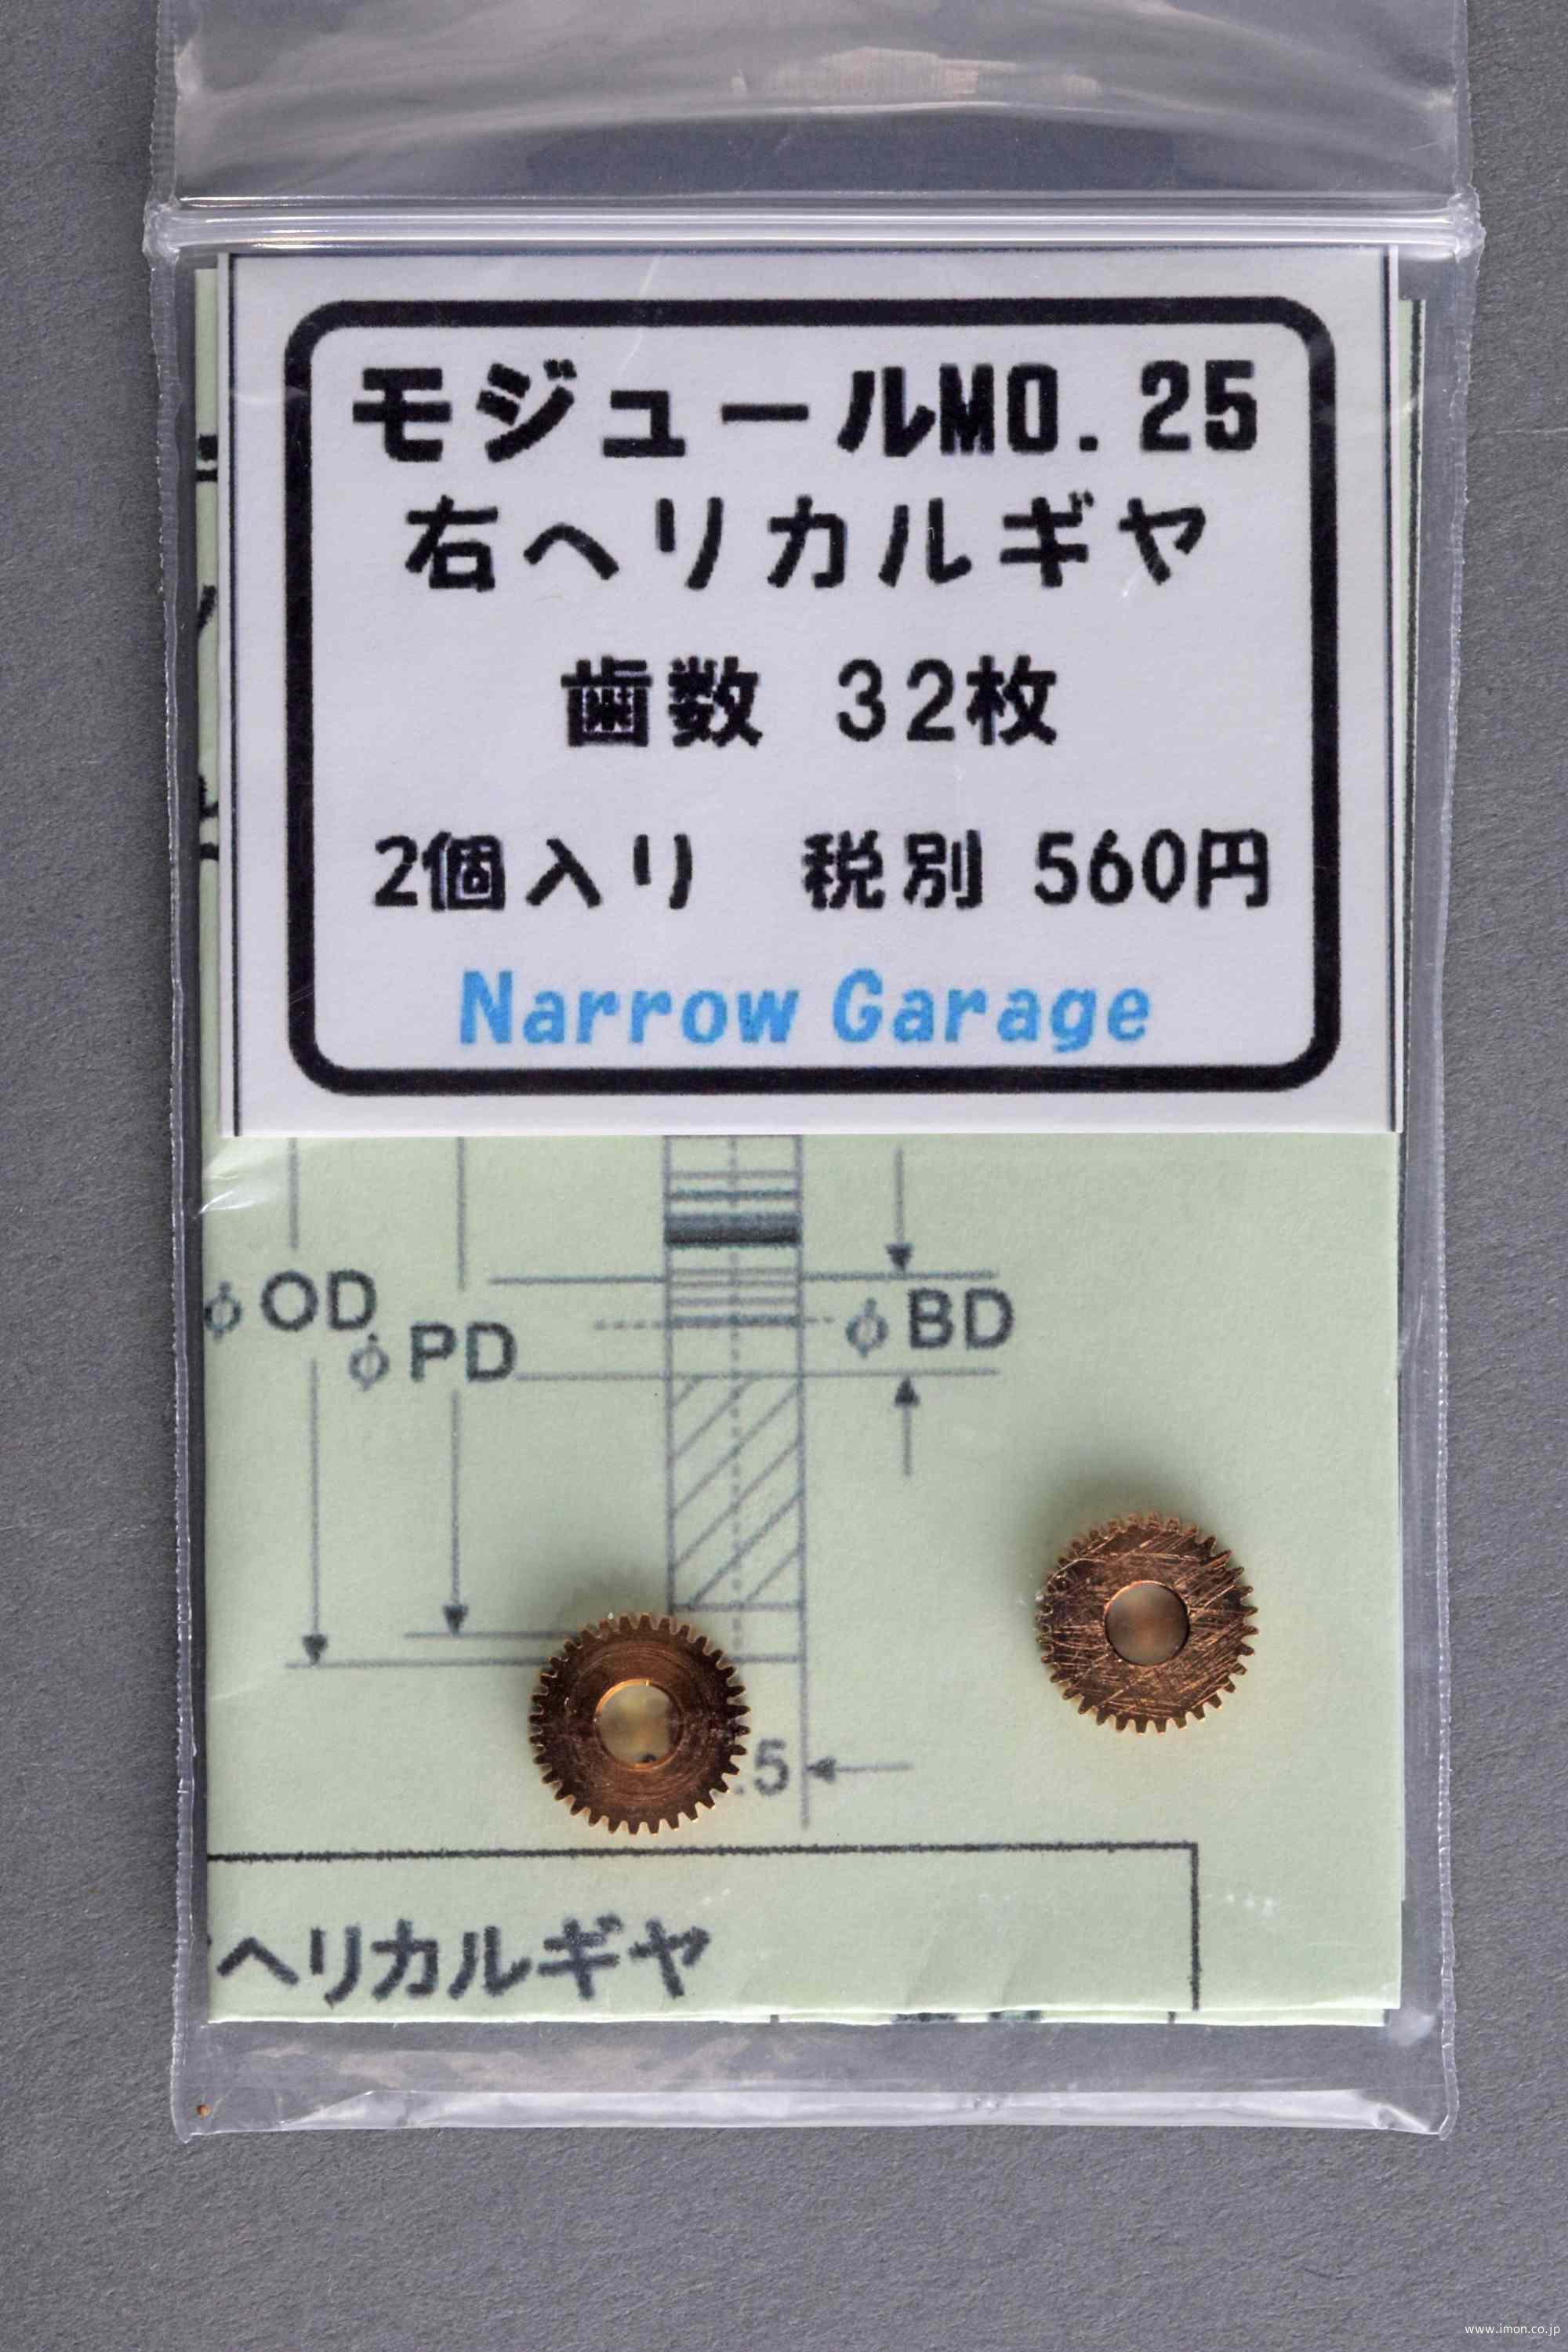 モジュールM0.25
右ヘリカルギヤ
歯数 32枚
2個入り 税別 560円
Narrow Garage
φOD
φPD
φBD
.5
ヘリカルギヤ
www.imon.co.jp